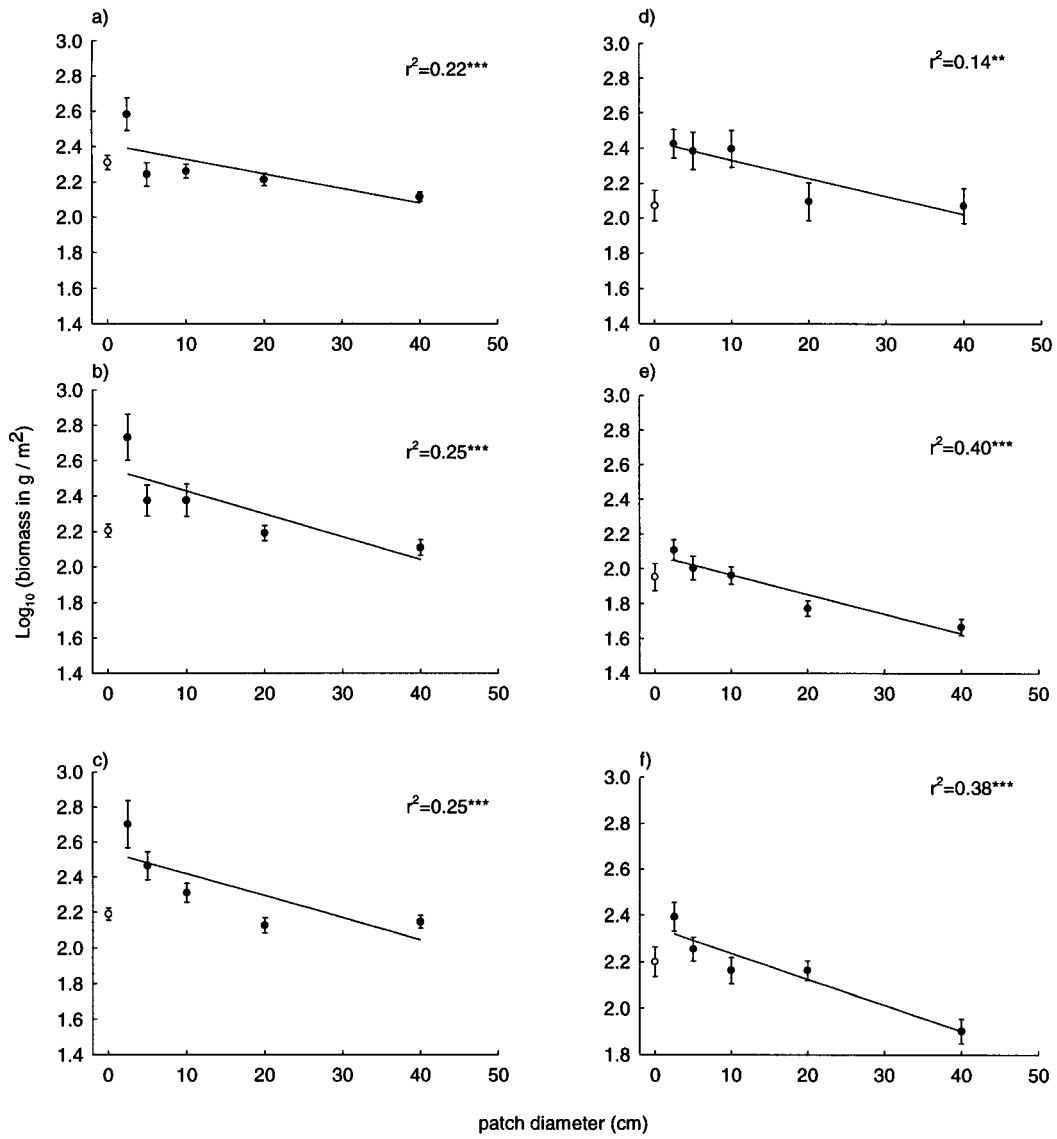 a)
r²=0.22***
3.0
2.8
2.6
2.4
2.2
2.0
1.8
1.6
1.4
0 10 20 30 40 50
d)
r²=0.14**
3.0
2.8
2.6
2.4
2.2
2.0
1.8
1.6
1.4
0 10 20 30 40 50
b)
r²=0.25***
3.0
2.8
2.6
2.4
2.2
2.0
1.8
1.6
1.4
0 10 20 30 40 50
e)
r²=0.40***
3.0
2.8
2.6
2.4
2.2
2.0
1.8
1.6
1.4
0 10 20 30 40 50
Log₁₀ (biomass in g / m²)
c)
r²=0.25***
3.0
2.8
2.6
2.4
2.2
2.0
1.8
1.6
1.4
0 10 20 30 40 50
f)
r²=0.38***
3.0
2.8
2.6
2.4
2.2
2.0
1.9
1.8
0 10 20 30 40 50
patch diameter (cm)